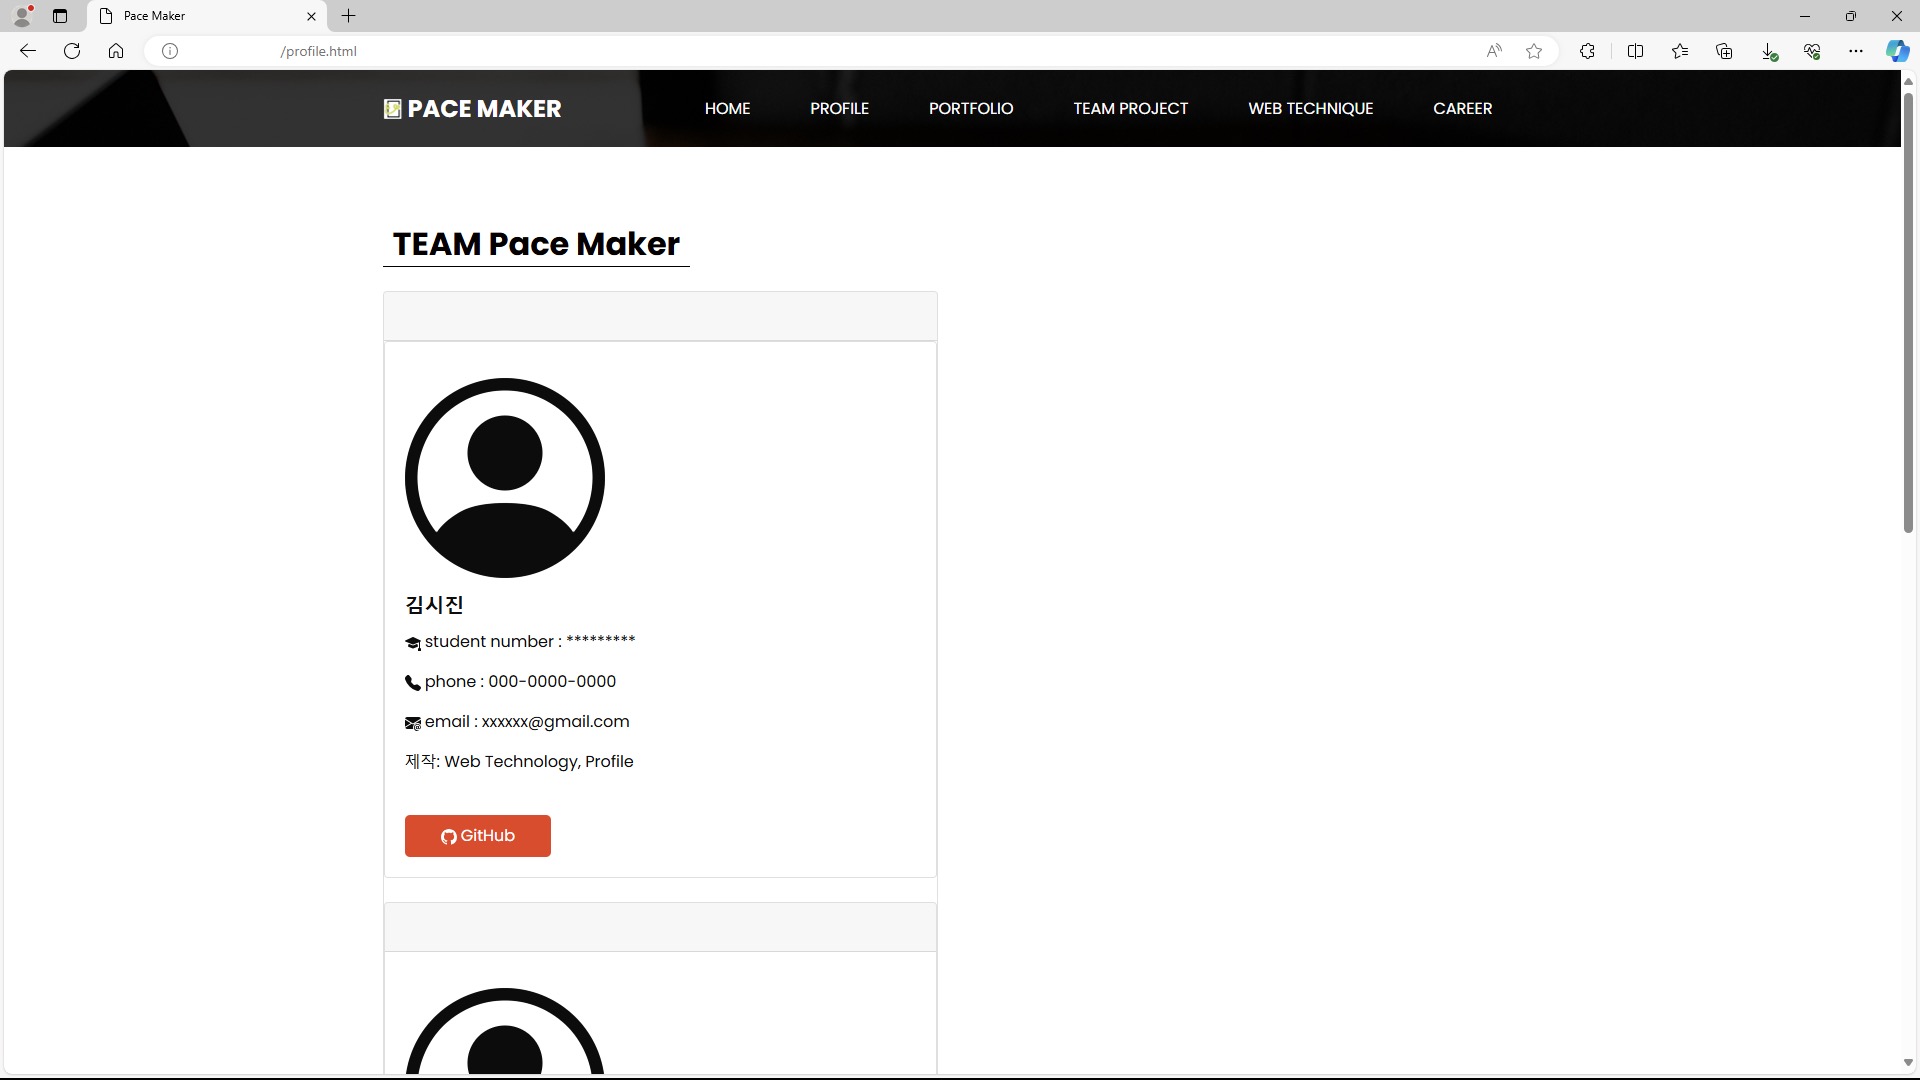 Pace Maker
/profile.html
PACE MAKER HOME PROFILE PORTFOLIO TEAM PROJECT WEB TECHNIQUE CAREER
TEAM Pace Maker
김시진
student number : *********
phone : 000-0000-0000
email : xxxxxx@gmail.com
제작: Web Technology, Profile
GitHub